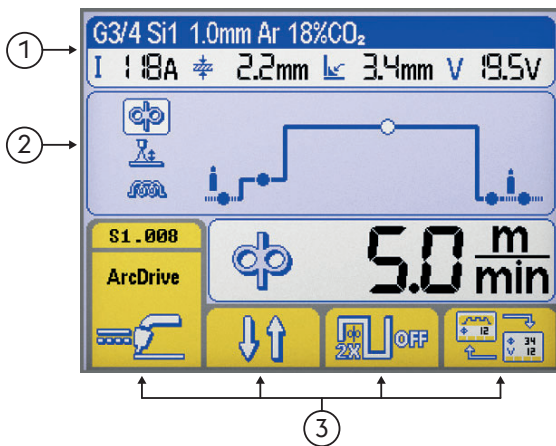 G3/4 Si1 1.0mm Ar 18%CO₂
I 118A 2.2mm 3.4mm V 19.5V
1
2
S1.008
ArcDrive
5.0 m/min
2X OFF
12
34
V 12
3